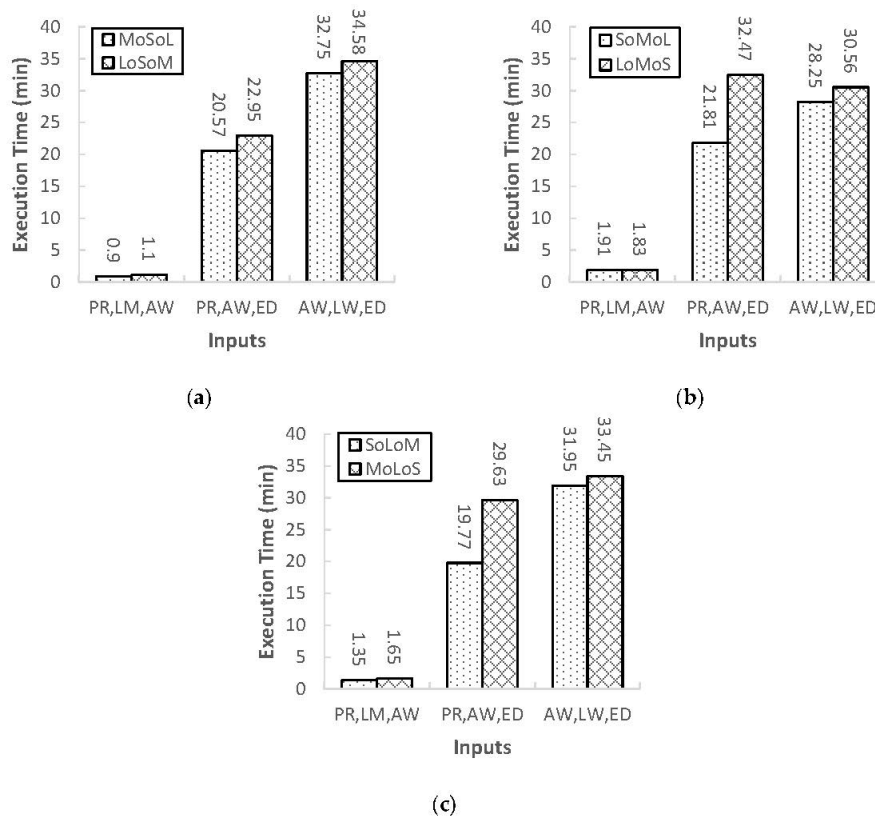 40
35
30
25
20
15
10
5
0
Execution Time (min)
MoSoL
LoSoM
0.9
1.1
20.57
22.95
32.75
34.58
PR,LM,AW PR,AW,ED AW,LW,ED
Inputs
(a)
40
35
30
25
20
15
10
5
0
Execution Time (min)
SoMoL
LoMoS
1.91
1.83
21.81
32.47
28.25
30.56
PR,LM,AW PR,AW,ED AW,LW,ED
Inputs
(b)
40
35
30
25
20
15
10
5
0
Execution Time (min)
SoLoM
MoLoS
1.35
1.65
19.77
29.63
31.95
33.45
PR,LM,AW PR,AW,ED AW,LW,ED
Inputs
(c)